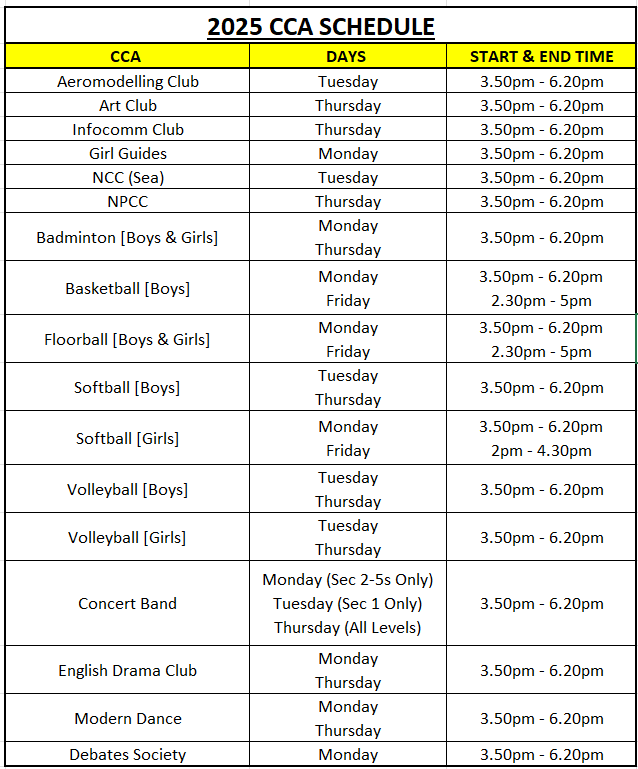 2025 CCA SCHEDULE
CCA DAYS START & END TIME
Aeromodelling Club Tuesday 3.50pm - 6.20pm
Art Club Thursday 3.50pm - 6.20pm
Infocomm Club Thursday 3.50pm - 6.20pm
Girl Guides Monday 3.50pm - 6.20pm
NCC (Sea) Tuesday 3.50pm - 6.20pm
NPCC Thursday 3.50pm - 6.20pm
Badminton [Boys & Girls]
Monday
Thursday
3.50pm - 6.20pm
Basketball [Boys]
Monday
Friday
3.50pm - 6.20pm
2.30pm - 5pm
Floorball [Boys & Girls]
Monday
Friday
3.50pm - 6.20pm
2.30pm - 5pm
Softball [Boys]
Tuesday
Thursday
3.50pm - 6.20pm
Softball [Girls]
Monday
Friday
3.50pm - 6.20pm
2pm - 4.30pm
Volleyball [Boys]
Tuesday
Thursday
3.50pm - 6.20pm
Volleyball [Girls]
Tuesday
Thursday
3.50pm - 6.20pm
Concert Band
Monday (Sec 2-5s Only)
Tuesday (Sec 1 Only)
Thursday (All Levels)
3.50pm - 6.20pm
English Drama Club
Monday
Thursday
3.50pm - 6.20pm
Modern Dance
Monday
Thursday
3.50pm - 6.20pm
Debates Society Monday 3.50pm - 6.20pm